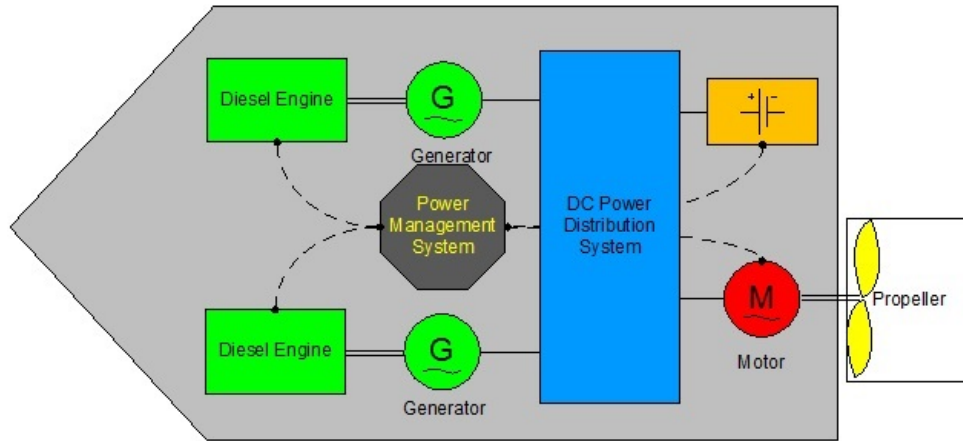 Diesel Engine
G
Generator
+ -
Power
Management
System
DC Power
Distribution
System
M
Motor
Propeller
Diesel Engine
G
Generator